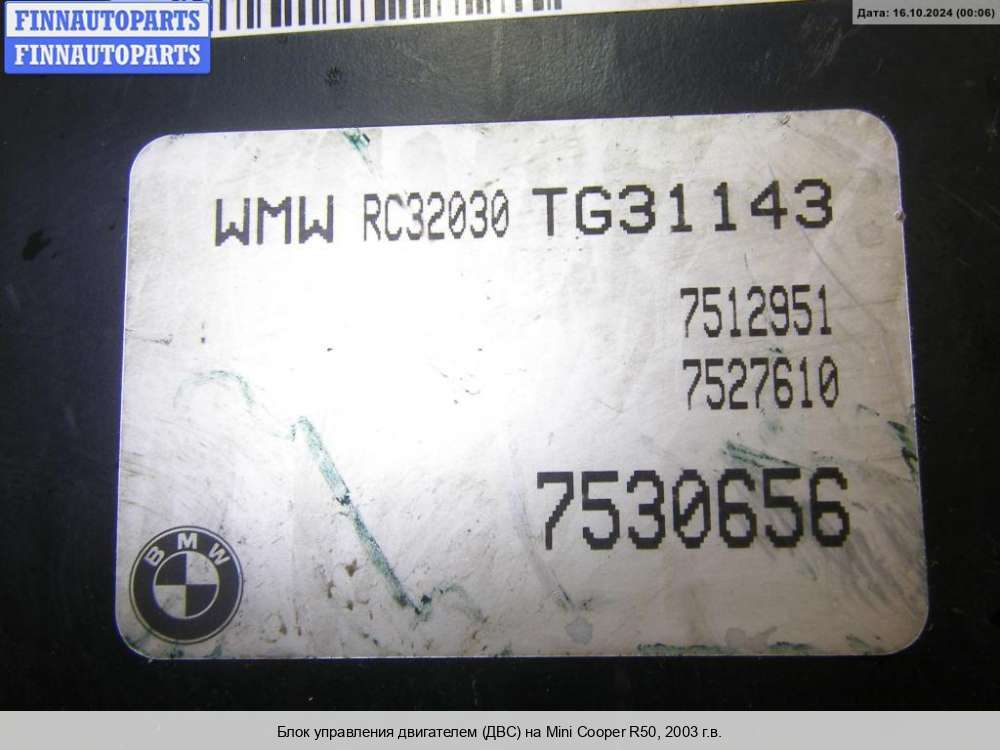 FINNAUTOPARTS
FINNAUTOPARTS
Дата: 16.10.2024 (00:06)
WMW RC32030 TG31143
7512951
7527610
7530656
BMW
Блок управления двигателем (ДВС) на Mini Cooper R50, 2003 г.в.